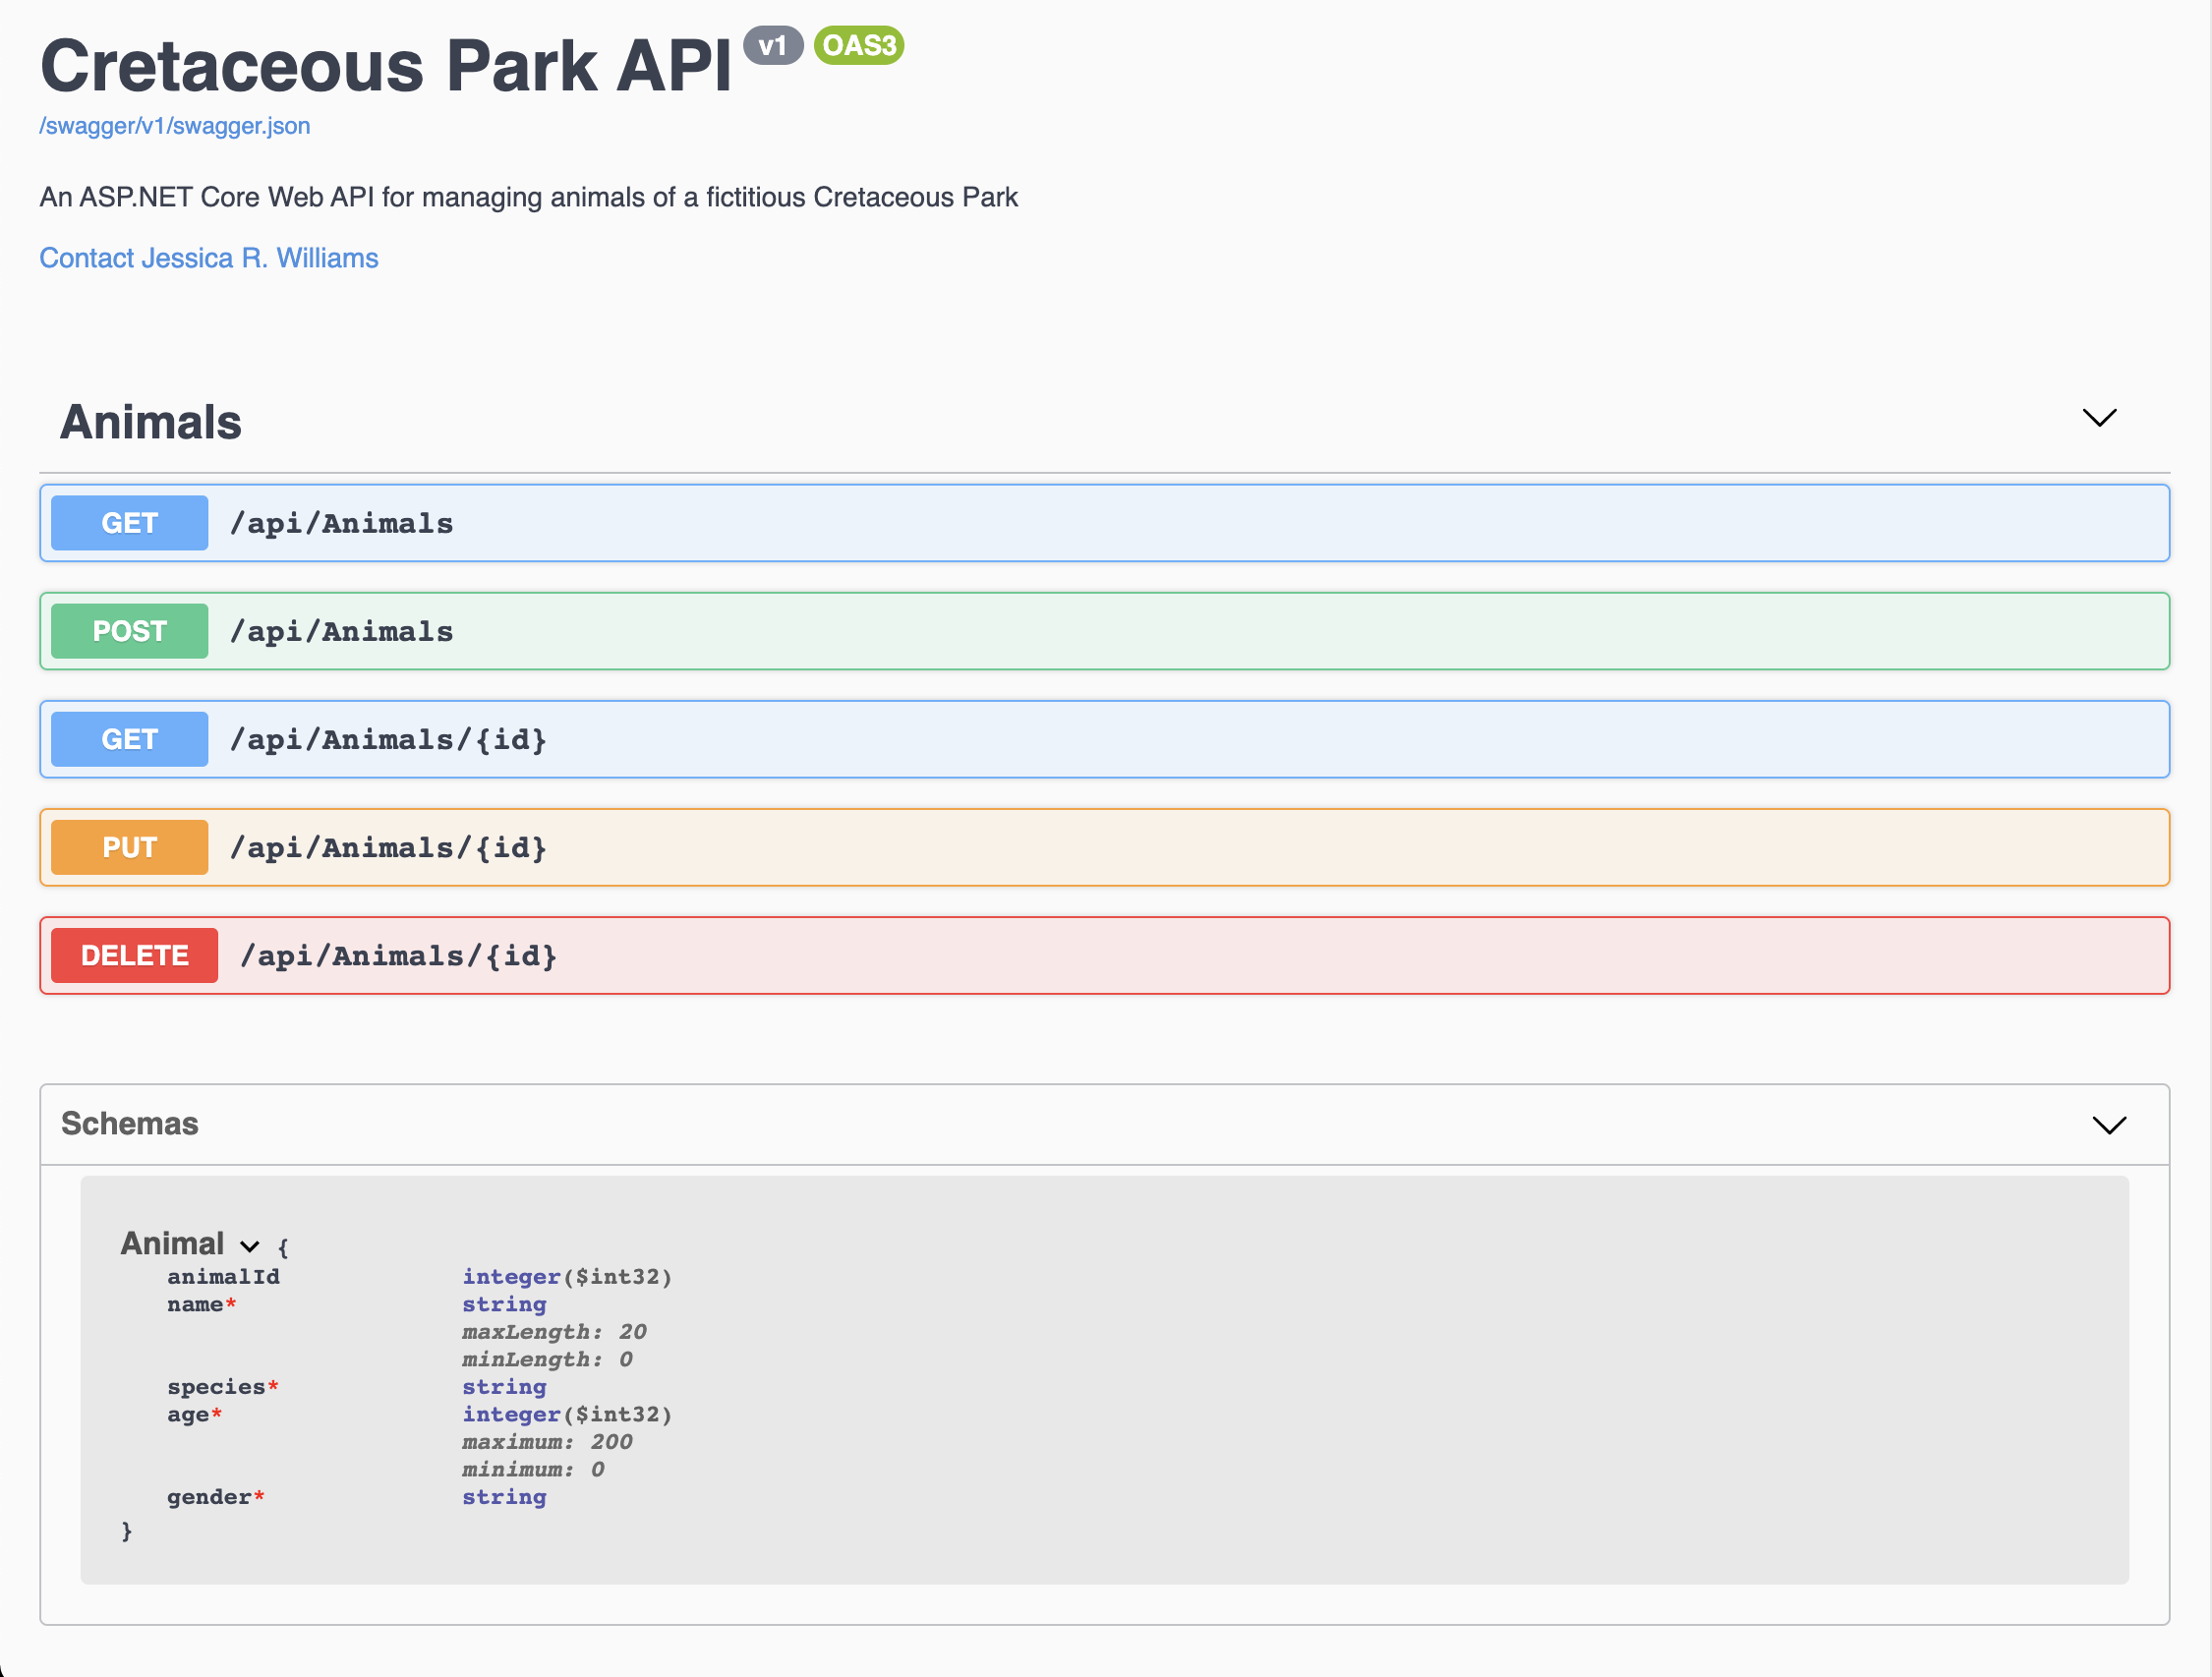 Cretaceous Park API v1 OAS3
/swagger/v1/swagger.json
An ASP.NET Core Web API for managing animals of a fictitious Cretaceous Park
Contact Jessica R. Williams
Animals
GET /api/Animals
POST /api/Animals
GET /api/Animals/{id}
PUT /api/Animals/{id}
DELETE /api/Animals/{id}
Schemas
Animal {
animalId integer($int32)
name* string
maxLength: 20
minLength: 0
species* string
age* integer($int32)
maximum: 200
minimum: 0
gender* string
}